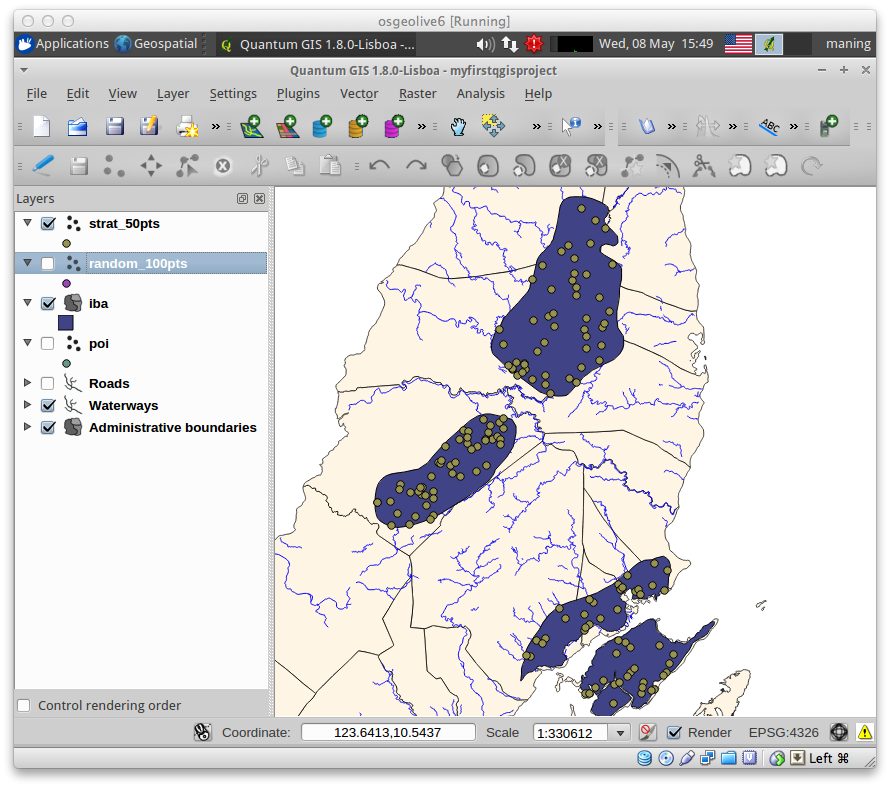 osgeolive6 [Running]
Applications Geospatial Quantum GIS 1.8.0-Lisboa -... Wed, 08 May 15:49 maning
Quantum GIS 1.8.0-Lisboa - myfirstqgisproject
File Edit View Layer Settings Plugins Vector Raster Analysis Help
ABC
Layers
strat_50pts
random_100pts
iba
poi
Roads
Waterways
Administrative boundaries
Control rendering order
Coordinate: 123.6413,10.5437 Scale 1:330612 Render EPSG:4326
Left ⌘